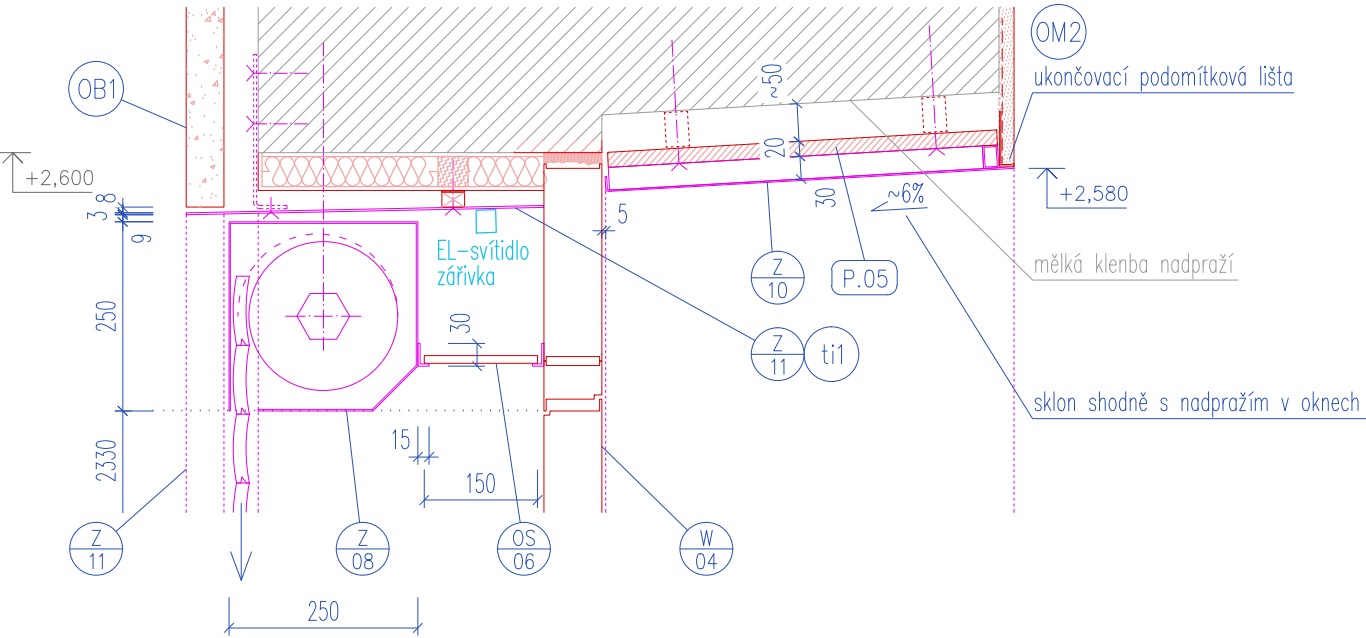 OM2
ukončovací podomítková lišta
OB1
~50
20
+2,600
+2,580
30
~6%
3 8
9
5
EL-svítidlo
zářivka
mělká klenba nadpraží
Z
10
P.05
250
30
Z
11
ti1
sklon shodně s nadpražím v oknech
15
2330
150
Z
11
Z
08
OS
06
W
04
250